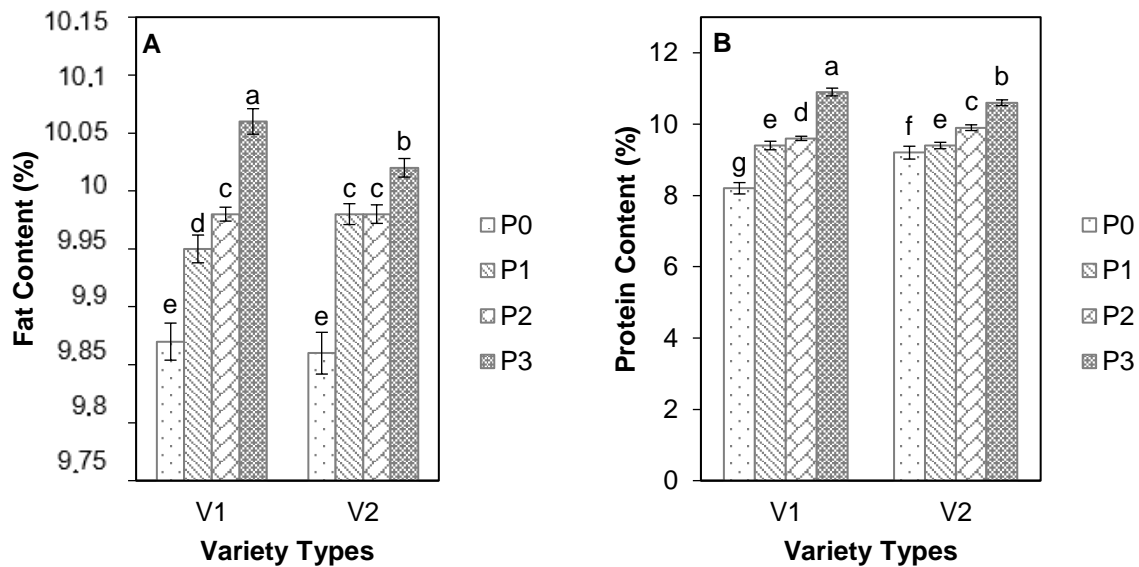 A
Fat Content (%)
10.15
10.1
10.05
10
9.95
9.9
9.85
9.8
9.75
e
d
c
a
e
c
c
b
V1
V2
Variety Types
P0
P1
P2
P3
B
Protein Content (%)
12
10
8
6
4
2
0
g
e
d
a
f
e
c
b
V1
V2
Variety Types
P0
P1
P2
P3